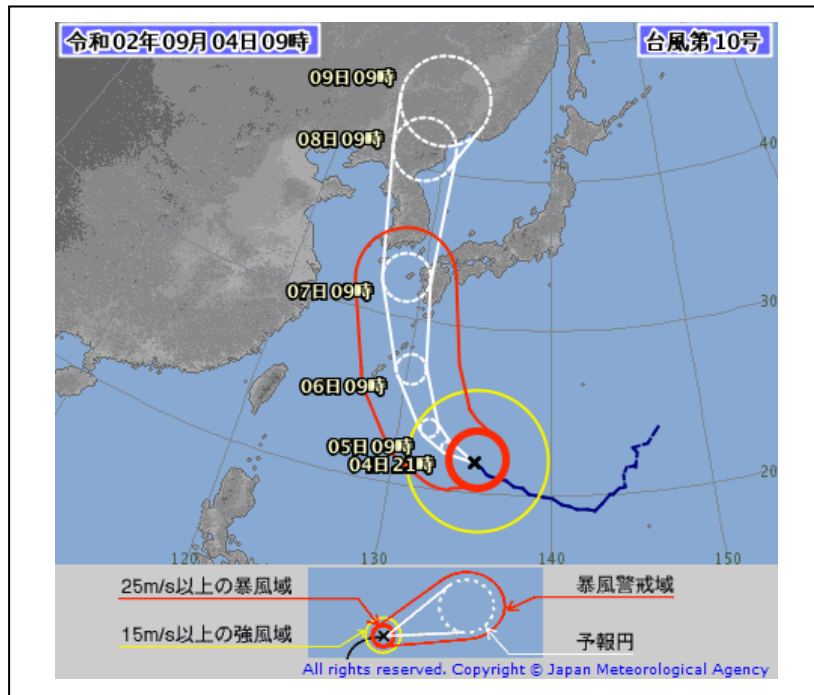 令和02年09月04日09時
台風第10号
09日09時
08日09時
07日09時
06日09時
05日09時
04日21時
40
30
20
120
130
140
150
25m/s以上の暴風域
15m/s以上の強風域
暴風警戒域
予報円
All rights reserved. Copyright © Japan Meteorological Agency